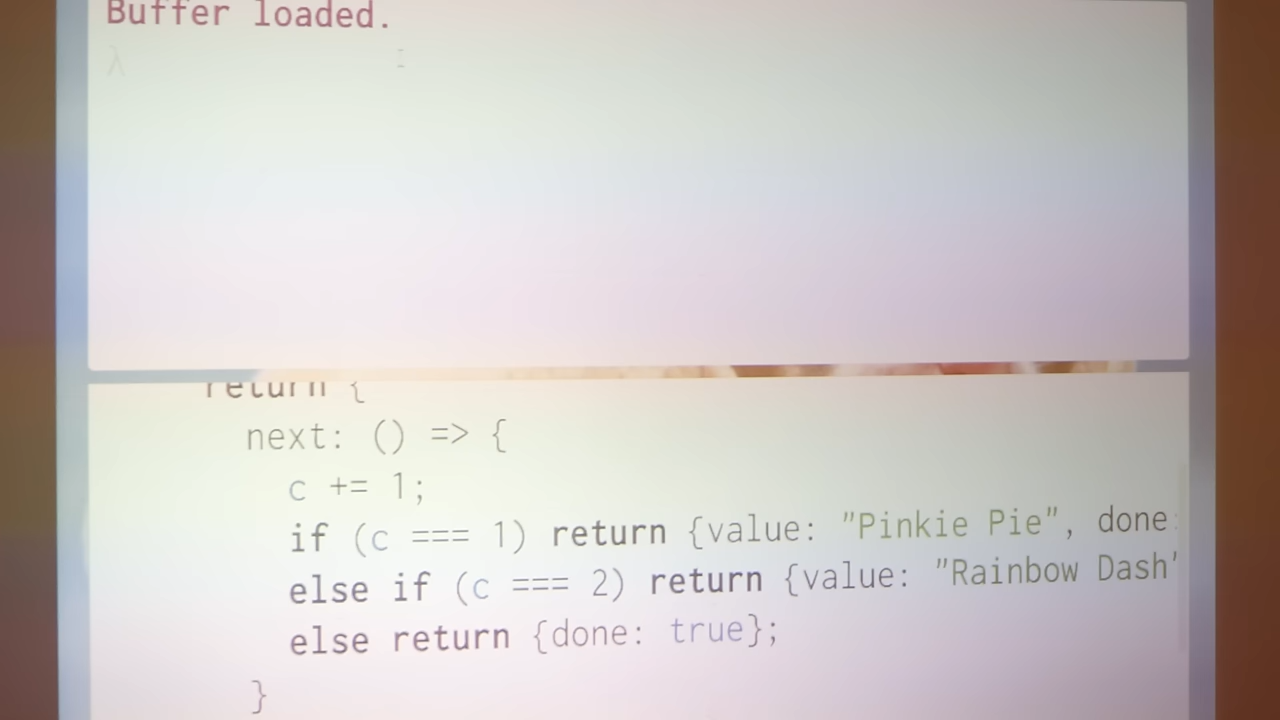 Buffer loaded.
λ
return {
next: () => {
c += 1;
if (c === 1) return {value: "Pinkie Pie", done:
else if (c === 2) return {value: "Rainbow Dash"
else return {done: true};
}